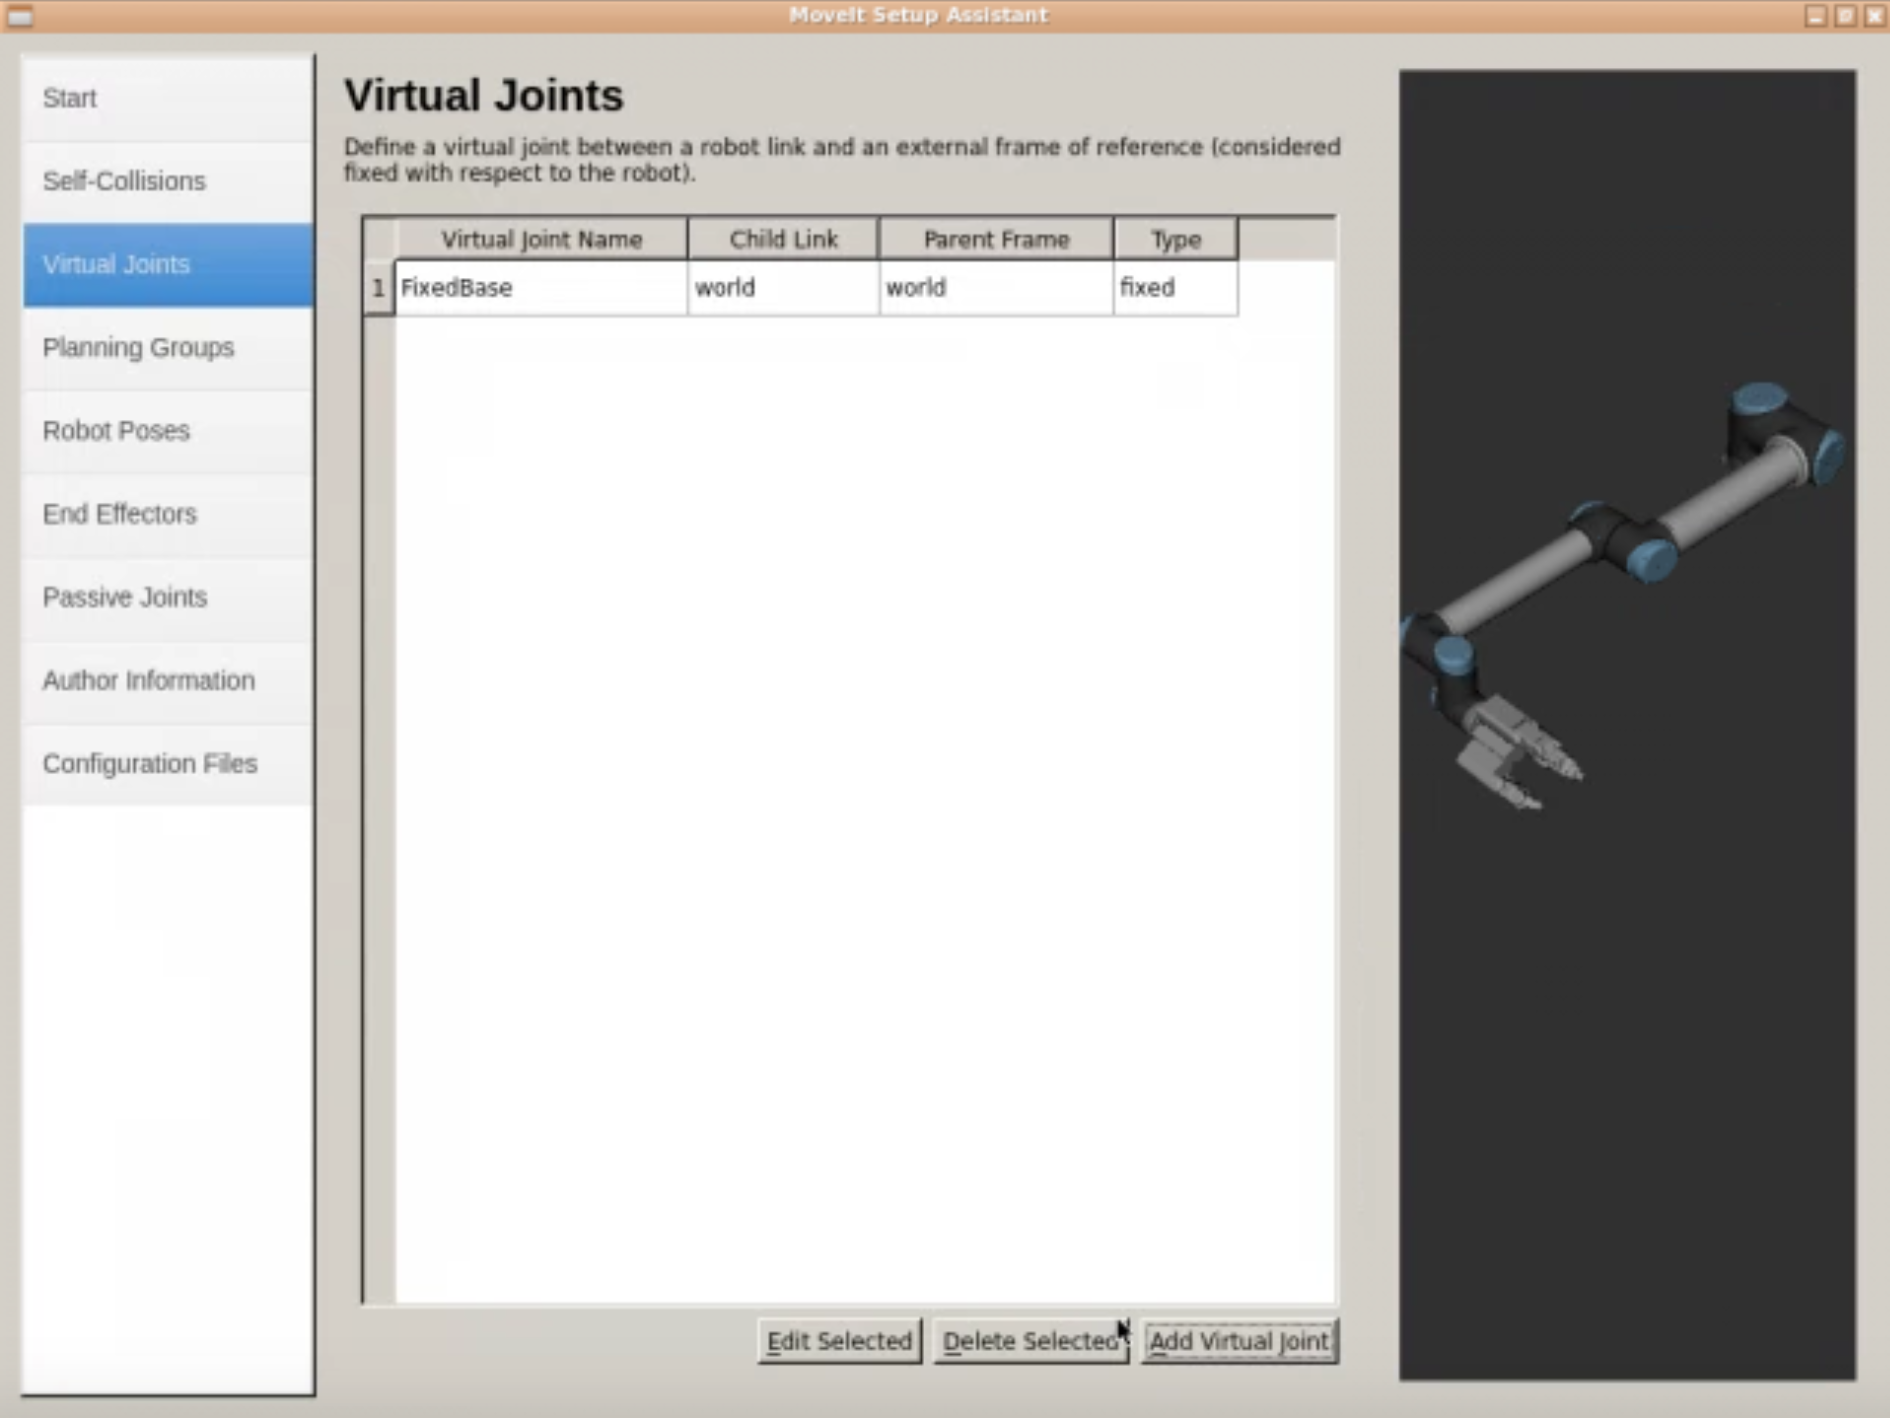 MoveIt Setup Assistant
Start
Self-Collisions
Virtual Joints
Planning Groups
Robot Poses
End Effectors
Passive Joints
Author Information
Configuration Files
Virtual Joints
Define a virtual joint between a robot link and an external frame of reference (considered
fixed with respect to the robot).
Virtual Joint Name Child Link Parent Frame Type
1 FixedBase world world fixed
Edit Selected Delete Selected Add Virtual Joint